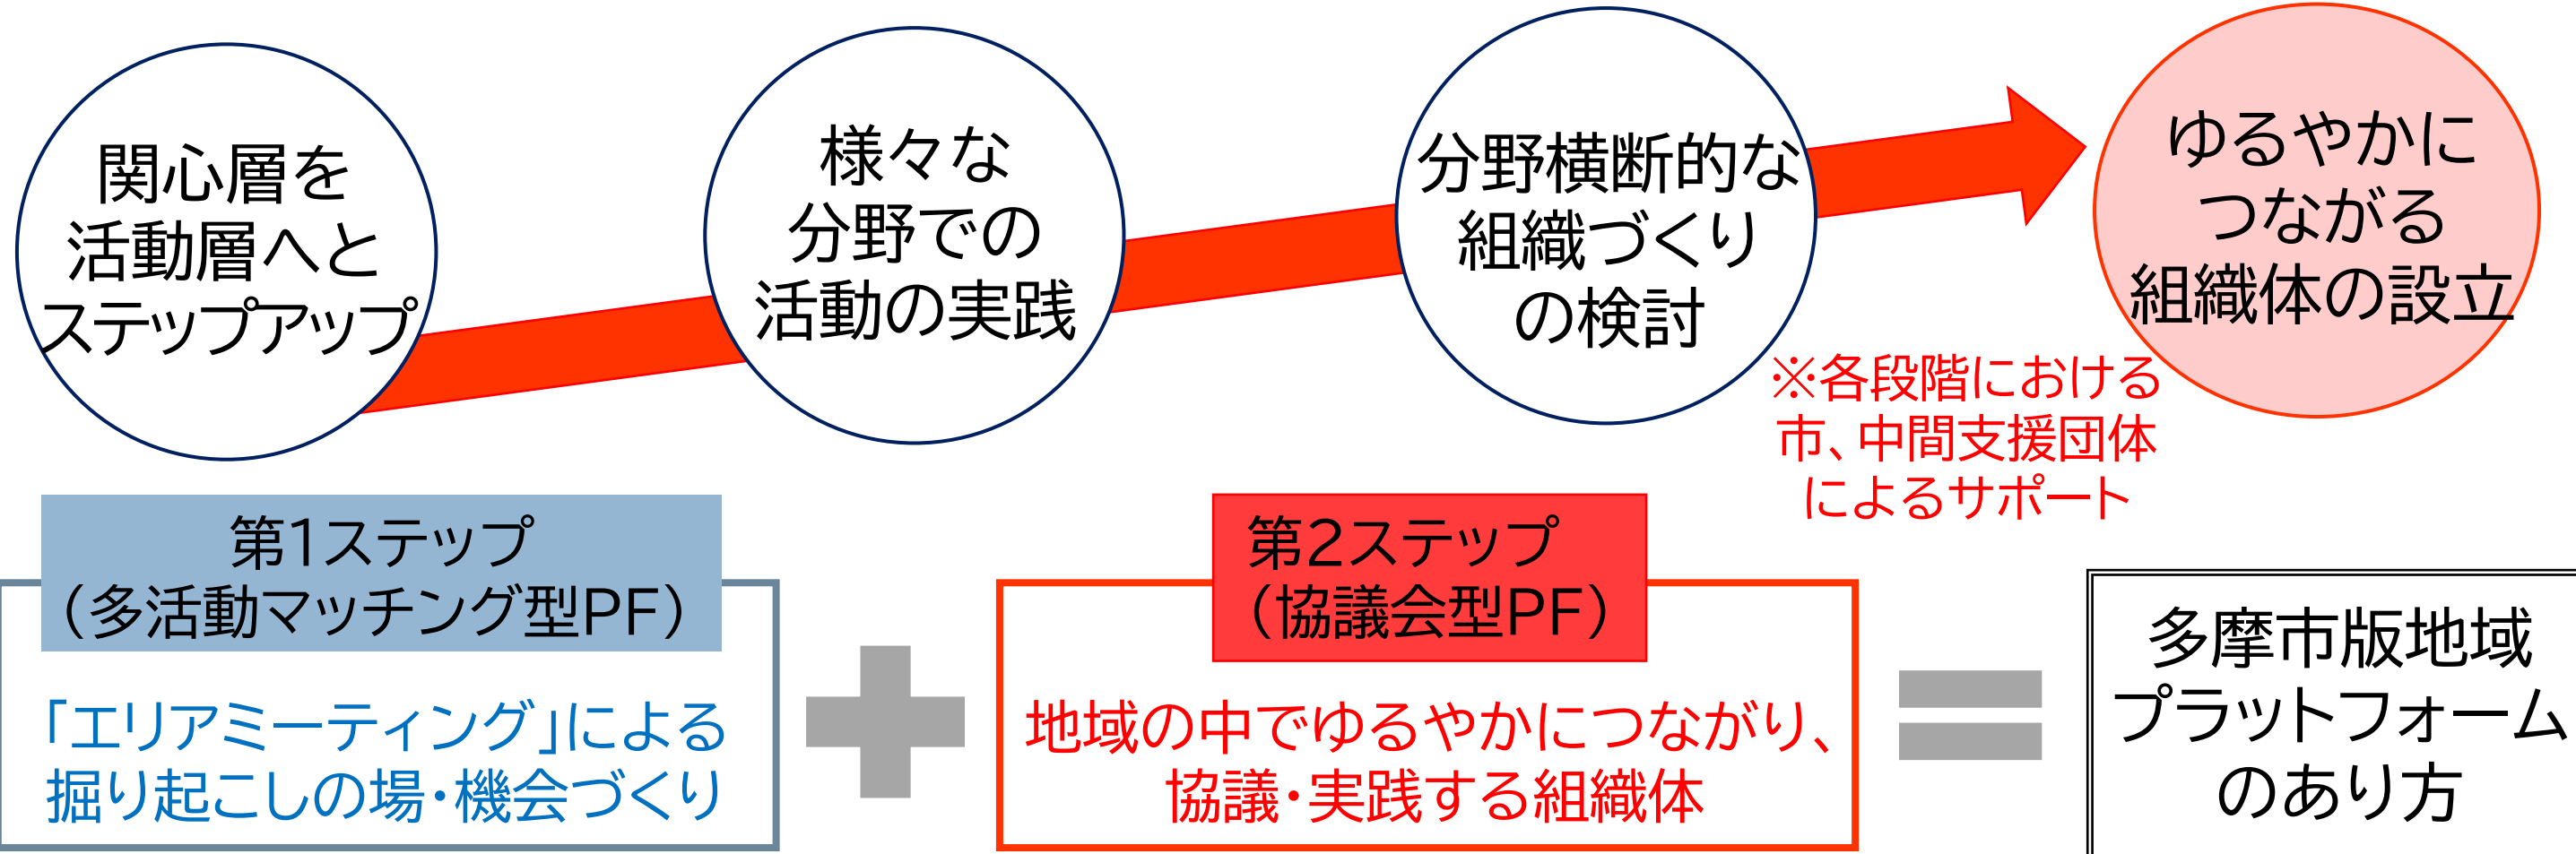 関心層を
活動層へと
ステップアップ
様々な
分野での
活動の実践
分野横断的な
組織づくり
の検討
ゆるやかに
つながる
組織体の設立
※各段階における
市、中間支援団体
によるサポート
第1ステップ
（多活動マッチング型PF）
「エリアミーティング」による
掘り起こしの場・機会づくり
第2ステップ
（協議会型PF）
地域の中でゆるやかにつながり、
協議・実践する組織体
多摩市版地域
プラットフォーム
のあり方